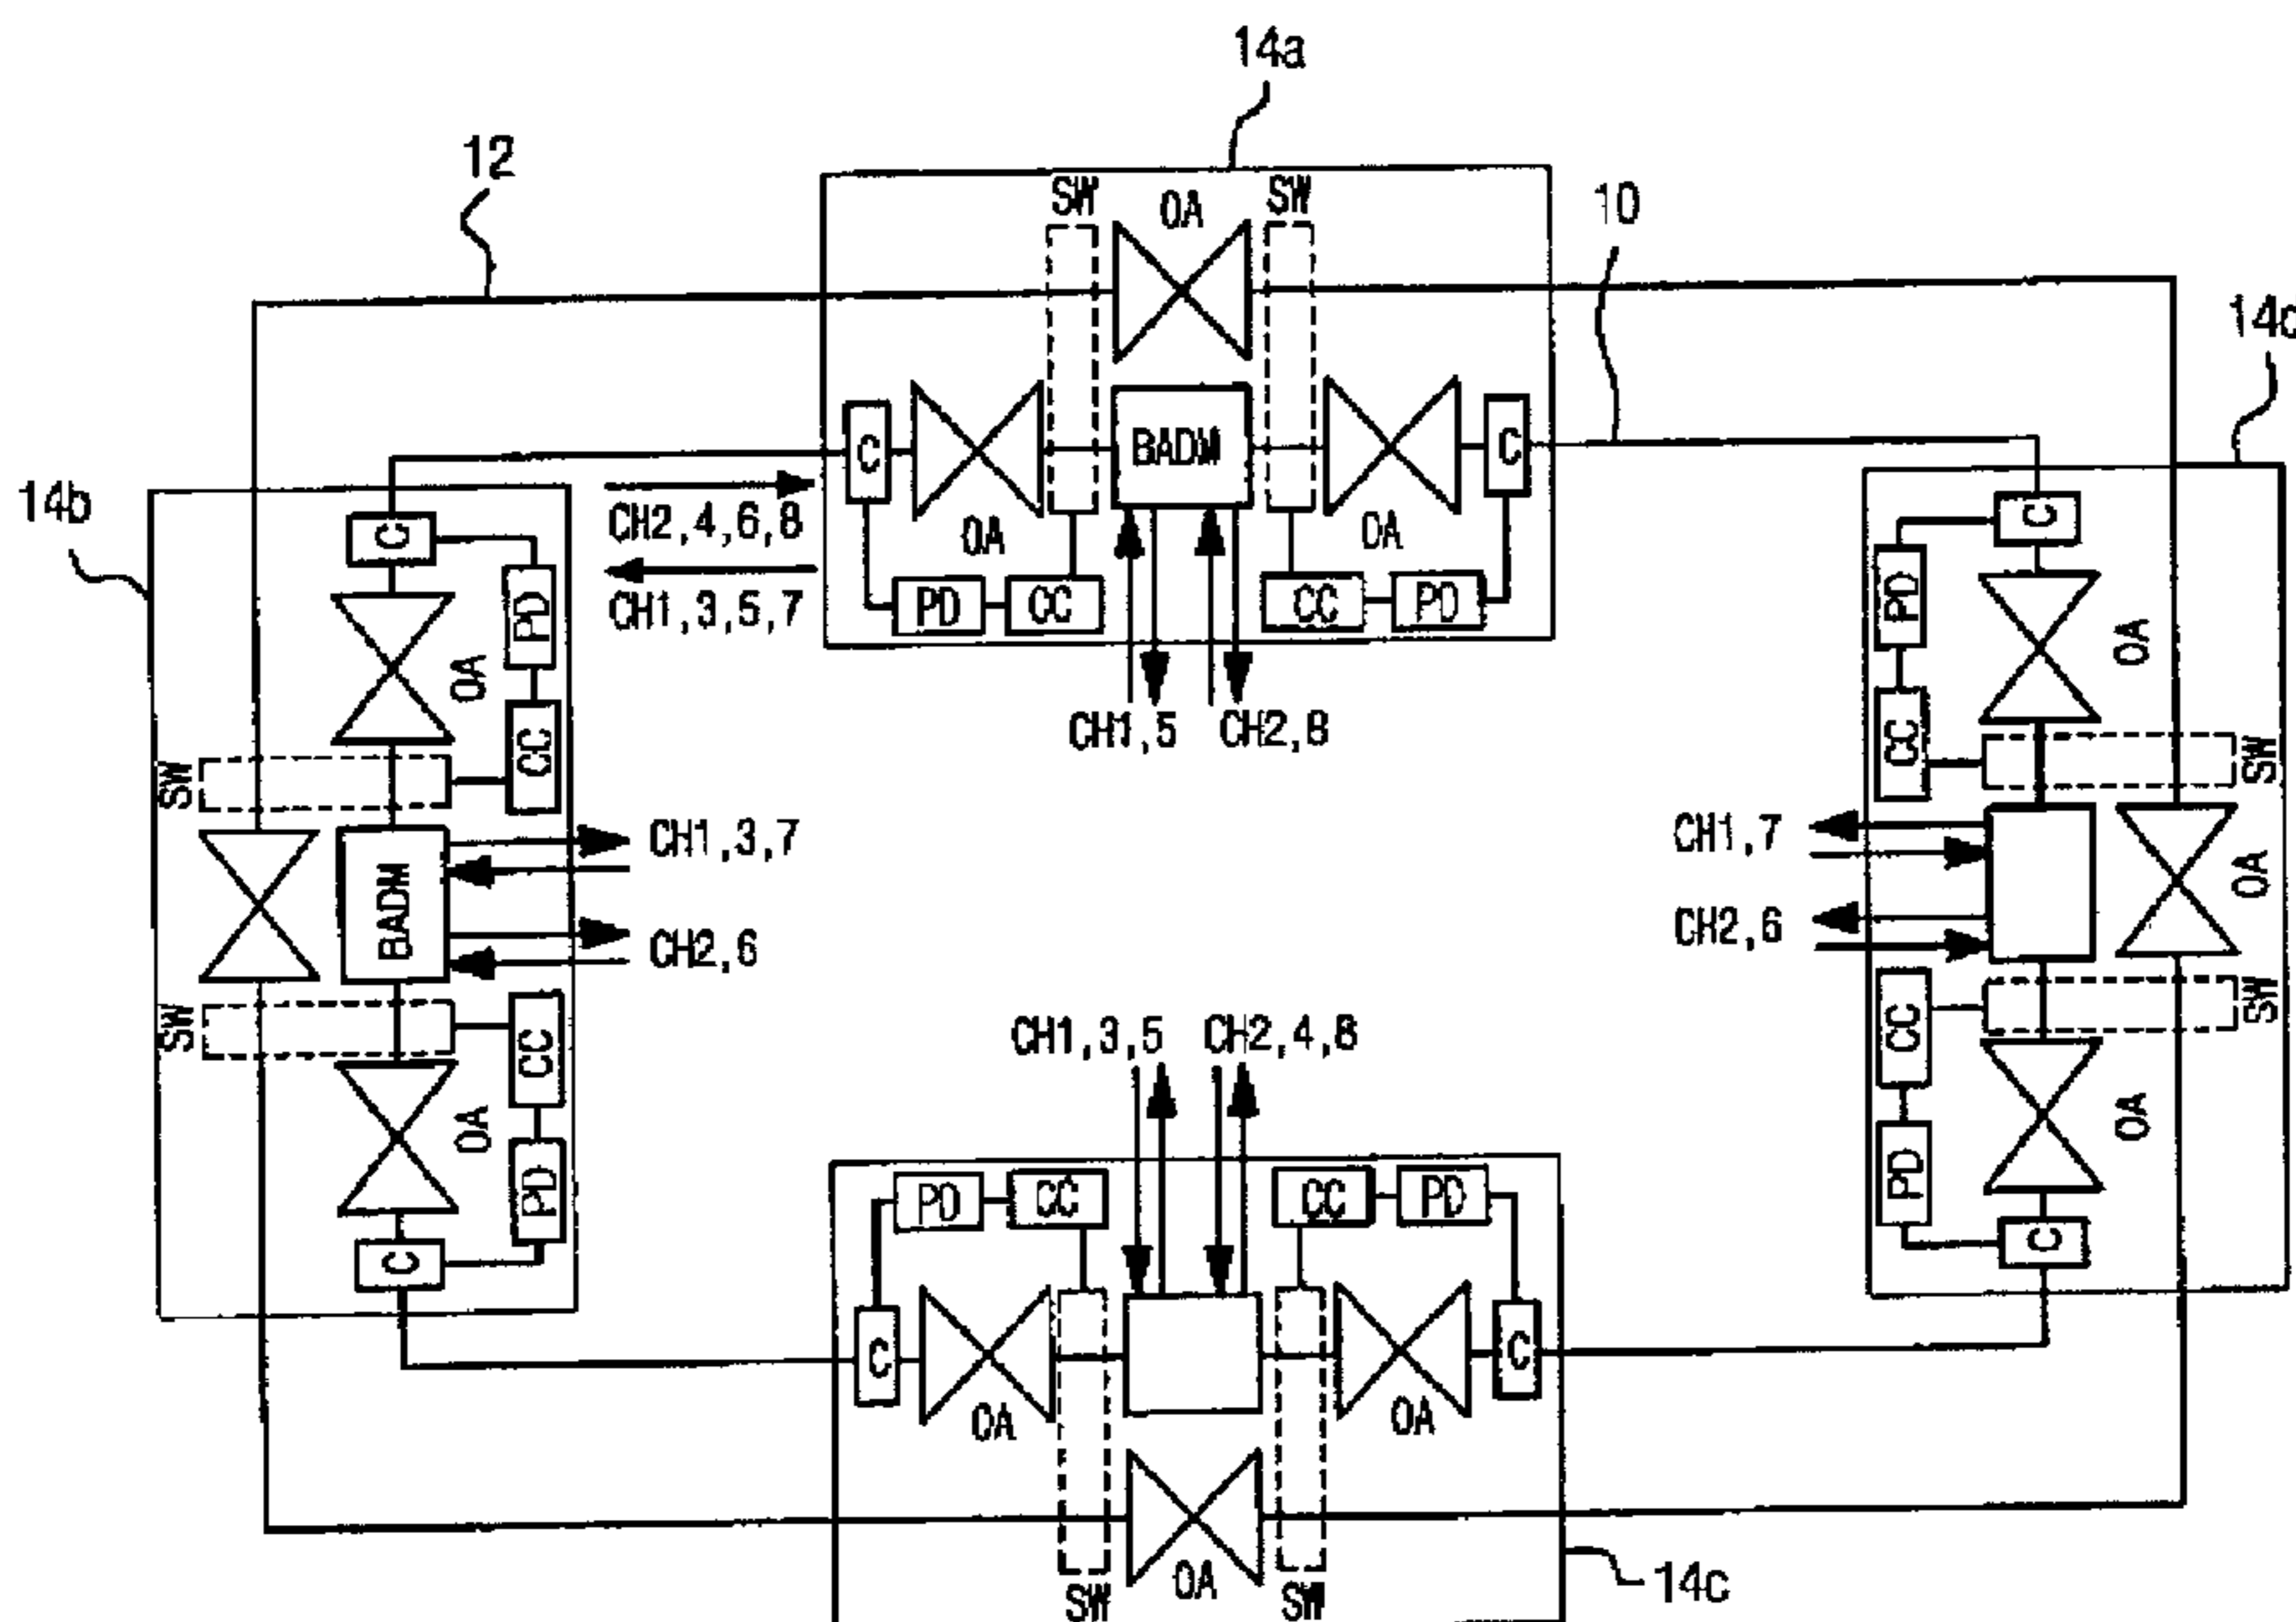 14a
12
10
14c
SW
OA
SW
C
BADM
C
OA
OA
PD
CC
CC
PD
CH1,5
CH2,8
CH2,4,6,8
CH1,3,5,7
14b
C
PD
OA
CC
SW
BADM
CH1,3,7
CH2,6
SW
CC
OA
PD
C
C
PD
OA
CC
SW
CH1,7
CH2,6
OA
SW
CC
OA
PD
C
CH1,3,5
CH2,4,6
PD
CC
CC
PD
C
C
OA
OA
SW
OA
SW
14c